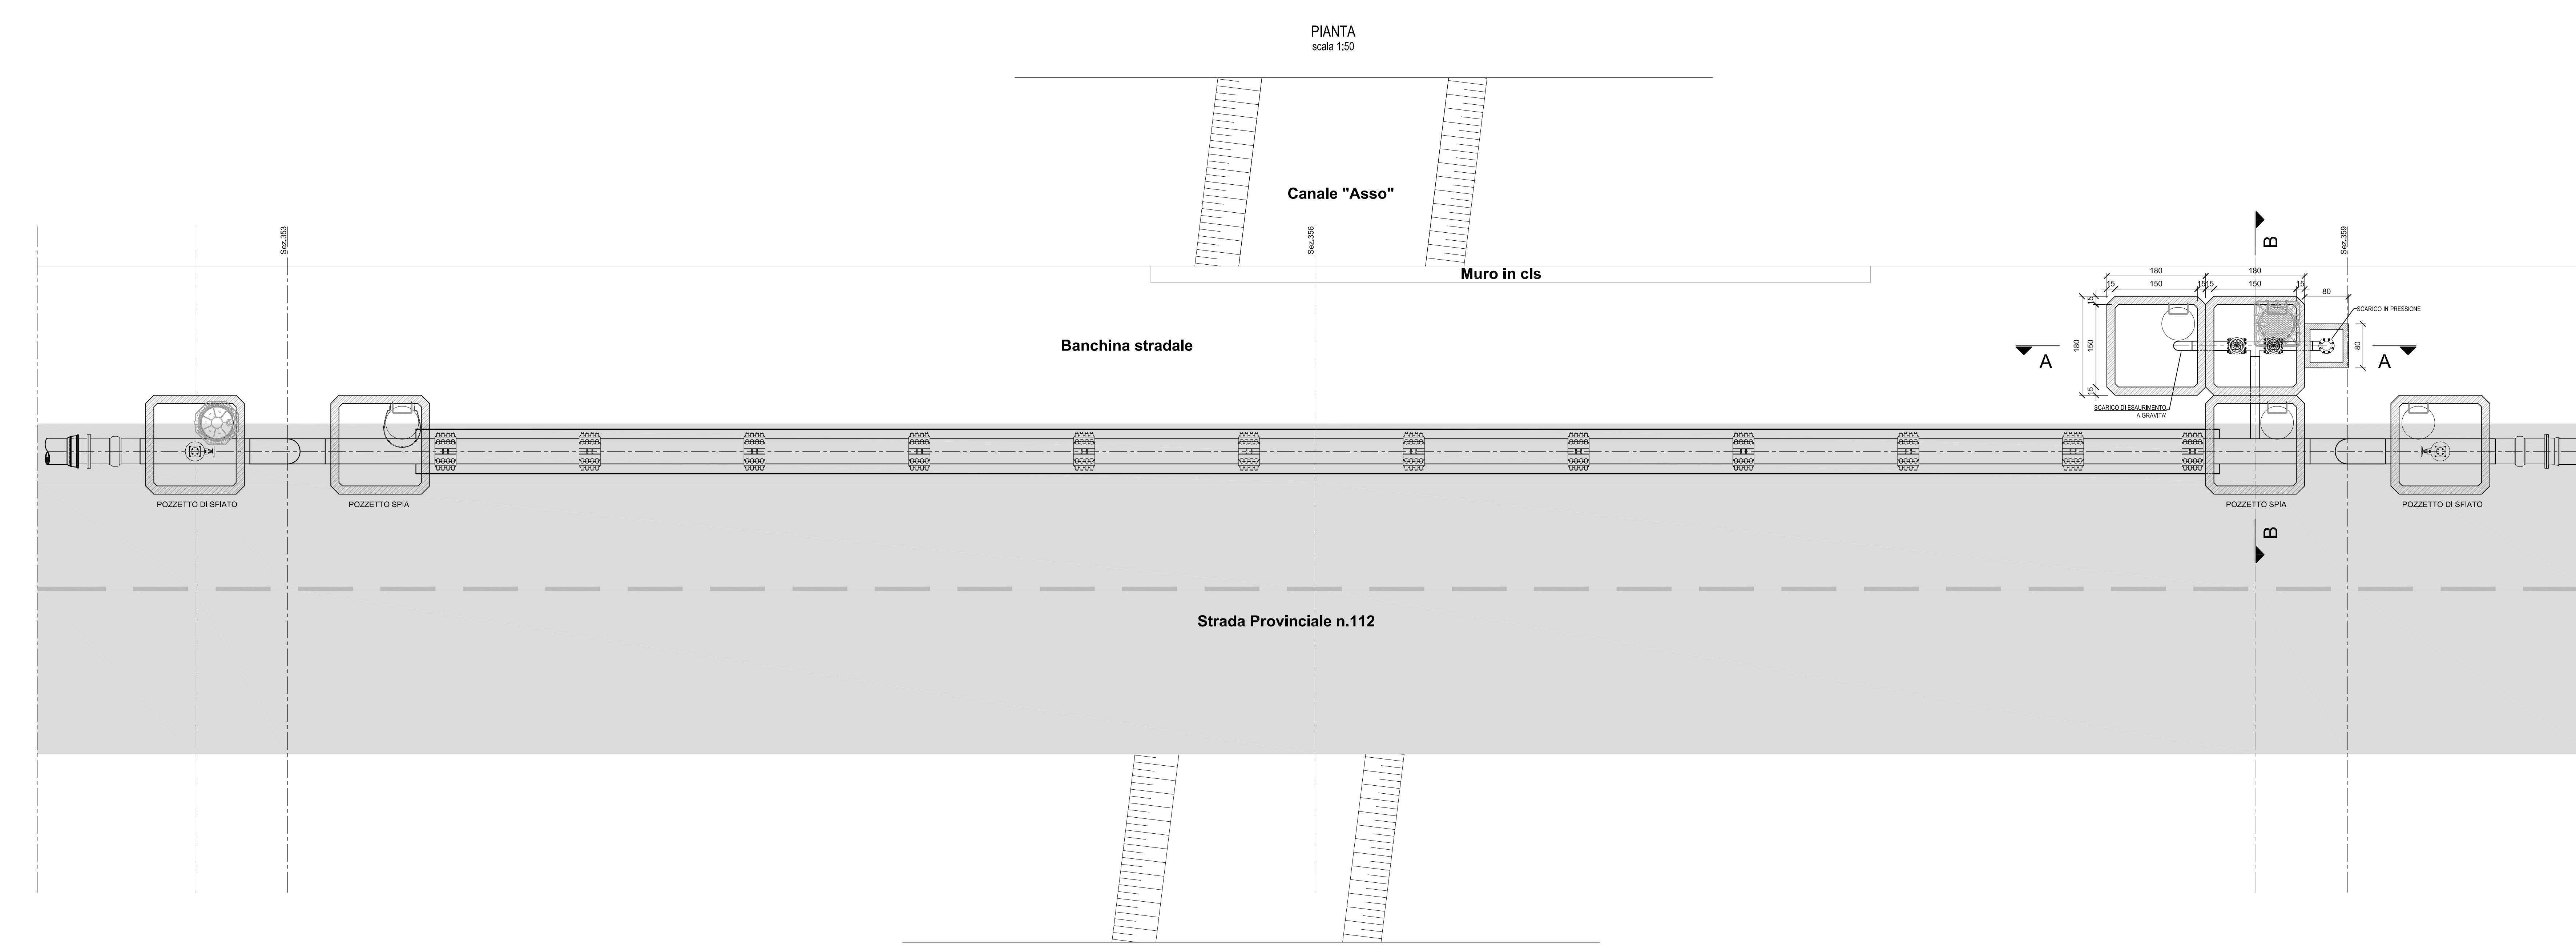 PIANTA
scala 1:50
Canale "Asso"
Sez.353
Sez.356
Sez.359
B
Muro in cls
180
180
15
150
15
15
150
15
80
15
180
150
15
SCARICO IN PRESSIONE
80
Banchina stradale
A
A
SCARICO DI ESAURIMENTO
A GRAVITA'
POZZETTO DI SFIATO
POZZETTO SPIA
POZZETTO SPIA
POZZETTO DI SFIATO
B
Strada Provinciale n.112